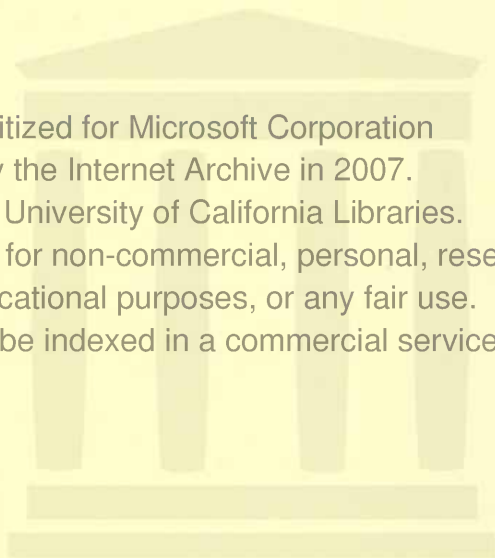 itized for Microsoft Corporation
the Internet Archive in 2007.
University of California Libraries.
for non-commercial, personal, rese
cational purposes, or any fair use.
be indexed in a commercial service